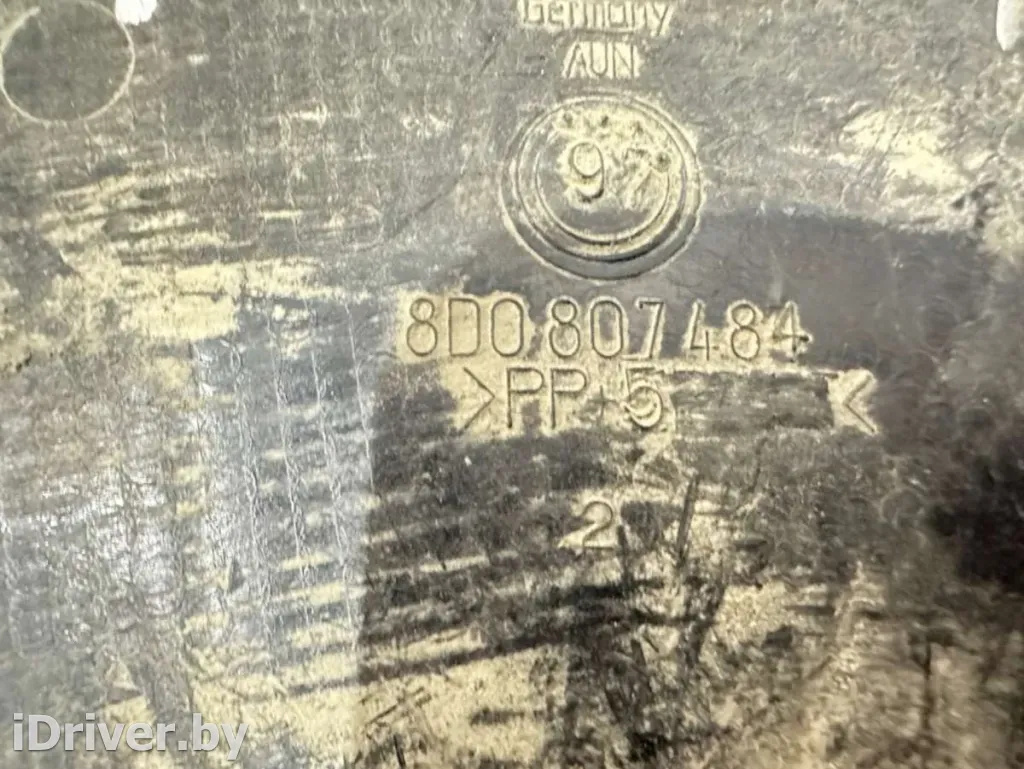 Germany
AUN
97
8D0 807 484
>PP+5 <
2
iDriver.by